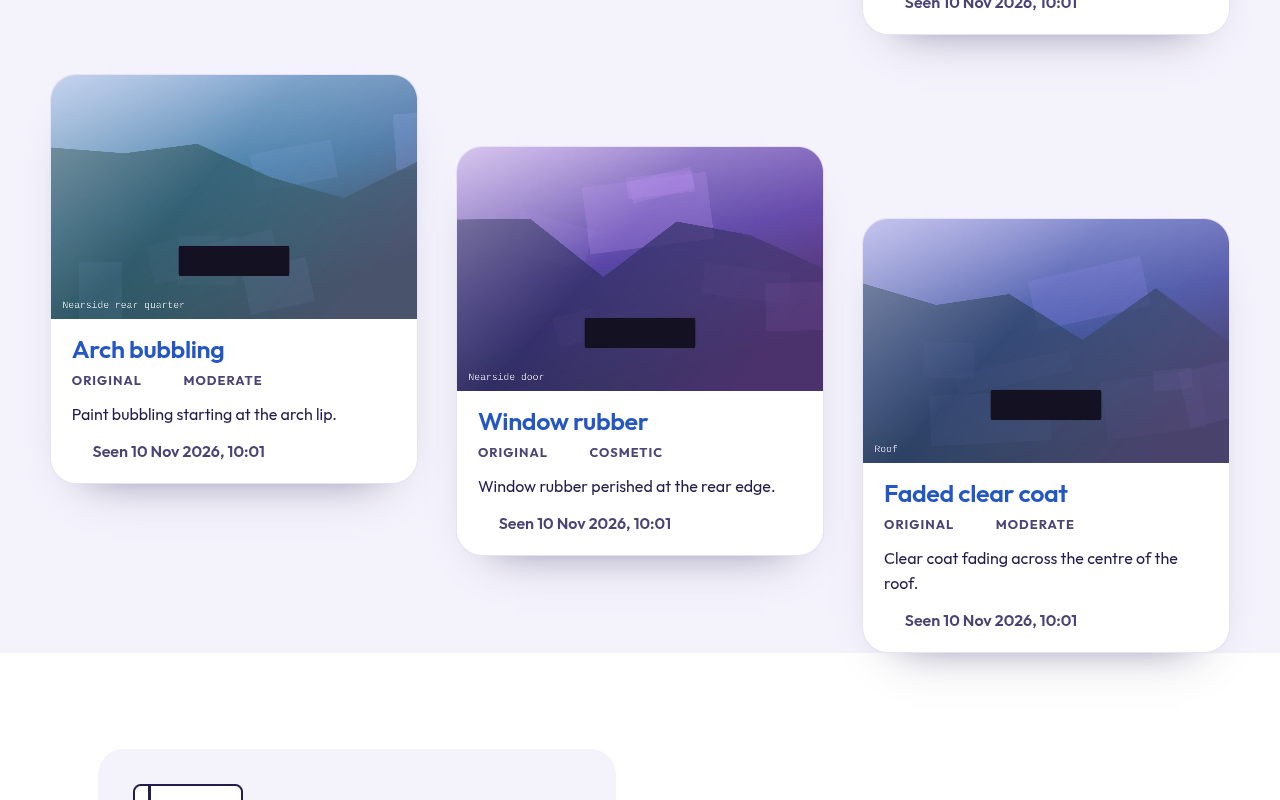 Seen 10 Nov 2026, 10:01
Nearside rear quarter
Arch bubbling
ORIGINAL MODERATE
Paint bubbling starting at the arch lip.
Seen 10 Nov 2026, 10:01
Nearside door
Window rubber
ORIGINAL COSMETIC
Window rubber perished at the rear edge.
Seen 10 Nov 2026, 10:01
Roof
Faded clear coat
ORIGINAL MODERATE
Clear coat fading across the centre of the
roof.
Seen 10 Nov 2026, 10:01